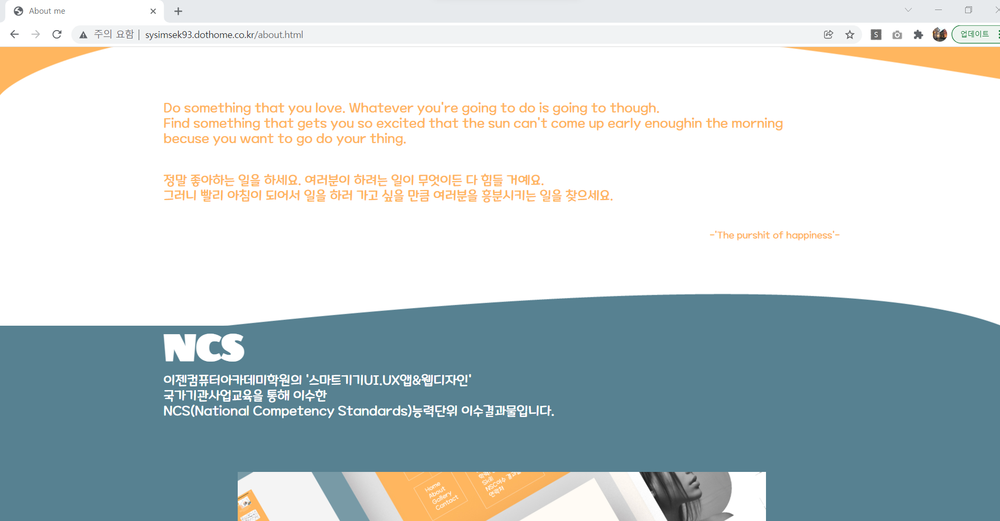 About me
주의 요함 | sysimsek93.dothome.co.kr/about.html
S
업데이트
Do something that you love. Whatever you're going to do is going to though.
Find something that gets you so excited that the sun can't come up early enoughin the morning
becuse you want to go do your thing.
정말 좋아하는 일을 하세요. 여러분이 하려는 일이 무엇이든 다 힘들 거예요.
그러니 빨리 아침이 되어서 일을 하러 가고 싶을 만큼 여러분을 흥분시키는 일을 찾으세요.
-'The purshit of happiness'-
NCS
이젠컴퓨터아카데미학원의 '스마트기기UI.UX앱&웹디자인'
국가기관사업교육을 통해 이수한
NCS(National Competency Standards)능력단위 이수결과물입니다.
Home
About
Gallery
Contact
Skill
NSC이수 결과물
연락처